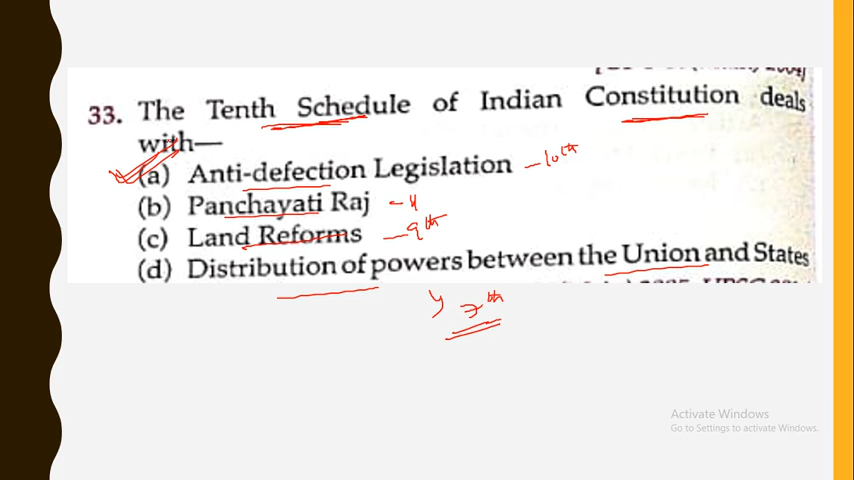 33. The Tenth Schedule of Indian Constitution deals
with—
(a) Anti-defection Legislation – 10th
(b) Panchayati Raj
(c) Land Reforms – 9th
(d) Distribution of powers between the Union and States
7th
Activate Windows
Go to Settings to activate Windows.